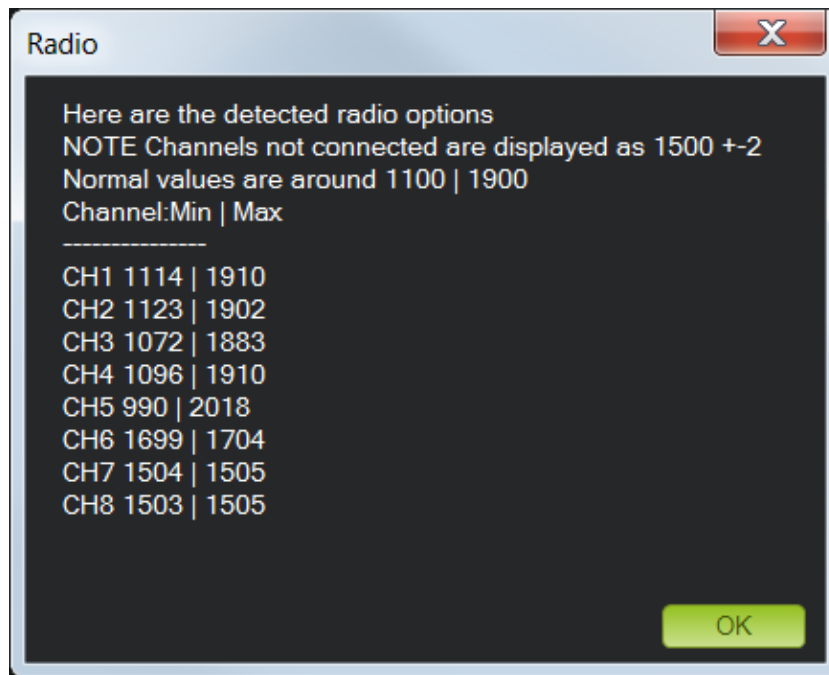 Radio
Here are the detected radio options
NOTE Channels not connected are displayed as 1500 +-2
Normal values are around 1100 | 1900
Channel:Min | Max
---------------
CH1 1114 | 1910
CH2 1123 | 1902
CH3 1072 | 1883
CH4 1096 | 1910
CH5 990 | 2018
CH6 1699 | 1704
CH7 1504 | 1505
CH8 1503 | 1505
OK